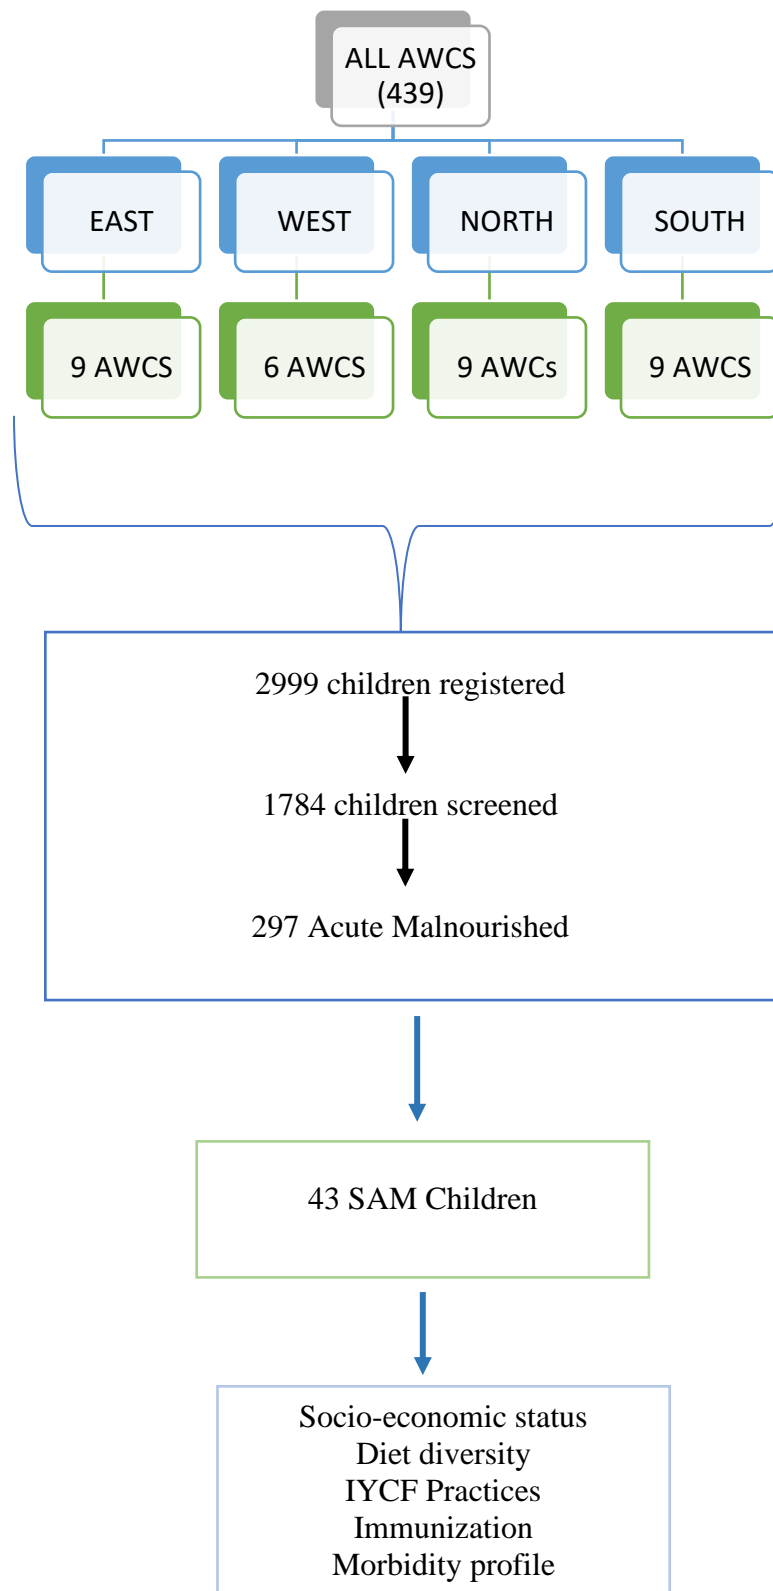 ALL AWCS
(439)
EAST
WEST
NORTH
SOUTH
9 AWCS
6 AWCS
9 AWCs
9 AWCS
2999 children registered
1784 children screened
297 Acute Malnourished
43 SAM Children
Socio-economic status
Diet diversity
IYCF Practices
Immunization
Morbidity profile